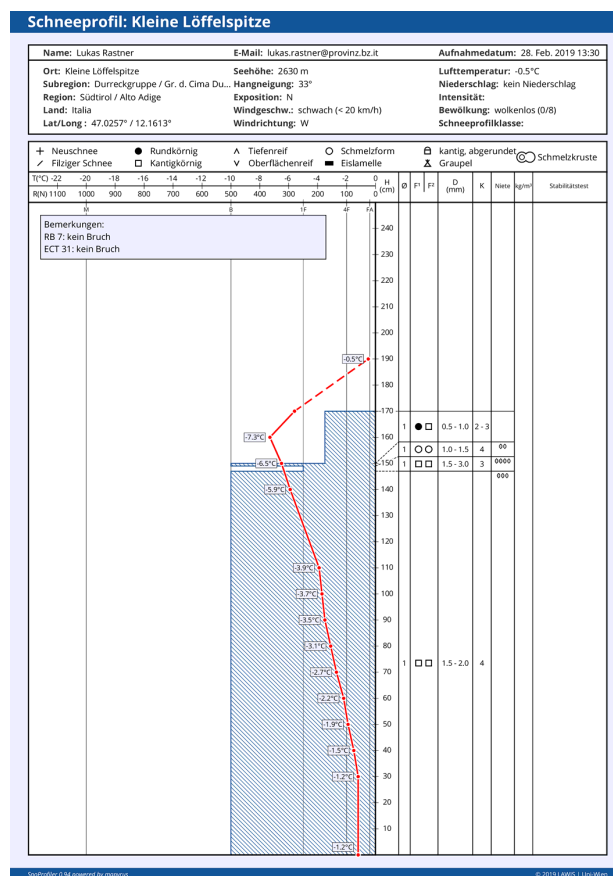 Schneeprofil: Kleine Löffelspitze
Name: Lukas Rastner E-Mail: lukas.rastner@provinz.bz.it Aufnahmedatum: 28. Feb. 2019 13:30
Ort: Kleine Löffelspitze Seehöhe: 2630 m Lufttemperatur: -0.5°C
Subregion: Durreckgruppe / Gr. d. Cima Du... Hangneigung: 33° Niederschlag: kein Niederschlag
Region: Südtirol / Alto Adige Exposition: N Intensität:
Land: Italia Windgeschw.: schwach (< 20 km/h) Bewölkung: wolkenlos (0/8)
Lat/Long : 47.0257° / 12.1613° Windrichtung: W Schneeprofilklasse:
Neuschnee Rundkörnig Tiefenreif Schmelzform kantig, abgerundet Schmelzkruste
Filziger Schnee Kantigkörnig Oberflächenreif Eislamelle Graupel
T(°C) -22 -20 -18 -16 -14 -12 -10 -8 -6 -4 -2 0 H (cm) Ø F¹ F² D (mm) K Niete kg/m³ Stabilitätstest
R(N) 1100 1000 900 800 700 600 500 400 300 200 100 0
M B 1F 4F FA
Bemerkungen:
RB 7: kein Bruch
ECT 31: kein Bruch
240
230
220
210
200
-0.5°C 190
180
170
1 0.5 - 1.0 2 - 3
-7.3°C 160
1 1.0 - 1.5 4 00
-6.5°C 150 1 1.5 - 3.0 3 0000
000
-5.9°C 140
130
120
-3.9°C 110
-3.7°C 100
-3.5°C 90
-3.1°C 80
1 1.5 - 2.0 4
-2.7°C 70
-2.2°C 60
-1.9°C 50
-1.5°C 40
-1.2°C 30
20
10
-1.2°C
SnoProfiler 0.94 powered by manurus © 2019 LAWIS | Uni-Wien